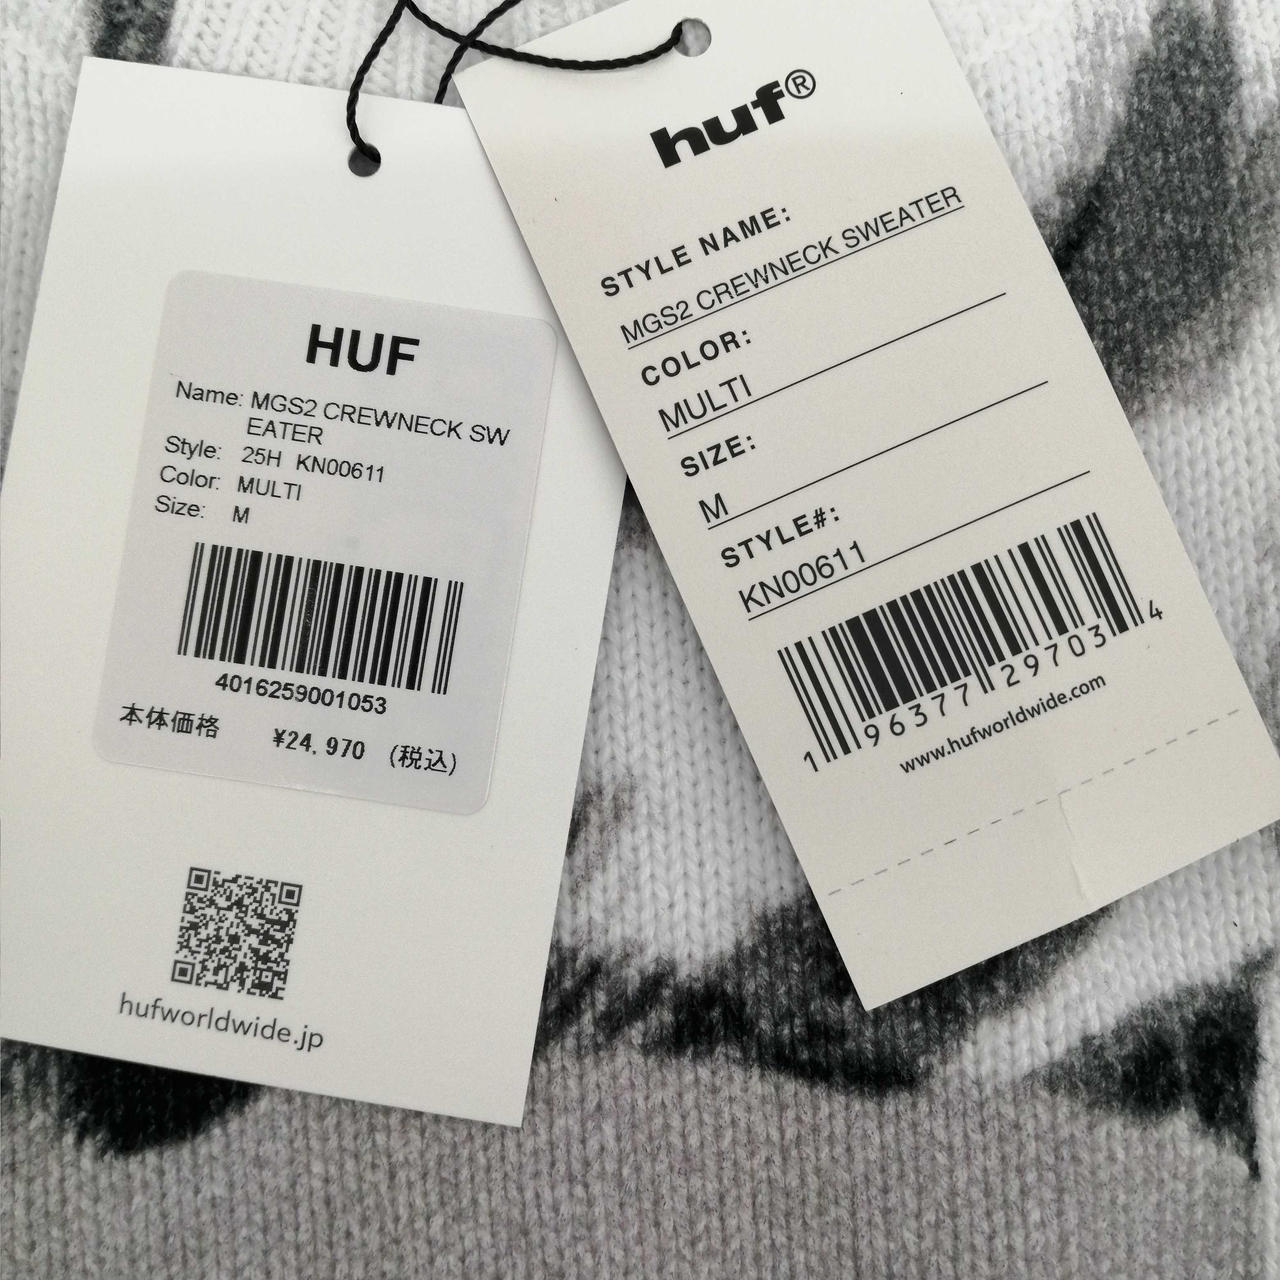 HUF
Name: MGS2 CREWNECK SW
EATER
Style: 25H KN00611
Color: MULTI
Size: M
4016259001053
本体価格 ¥24,970 (税込)
hufworldwide.jp
huf®
STYLE NAME:
MGS2 CREWNECK SWEATER
COLOR:
MULTI
SIZE:
M
STYLE#:
KN00611
1 96377 29703 4
www.hufworldwide.com